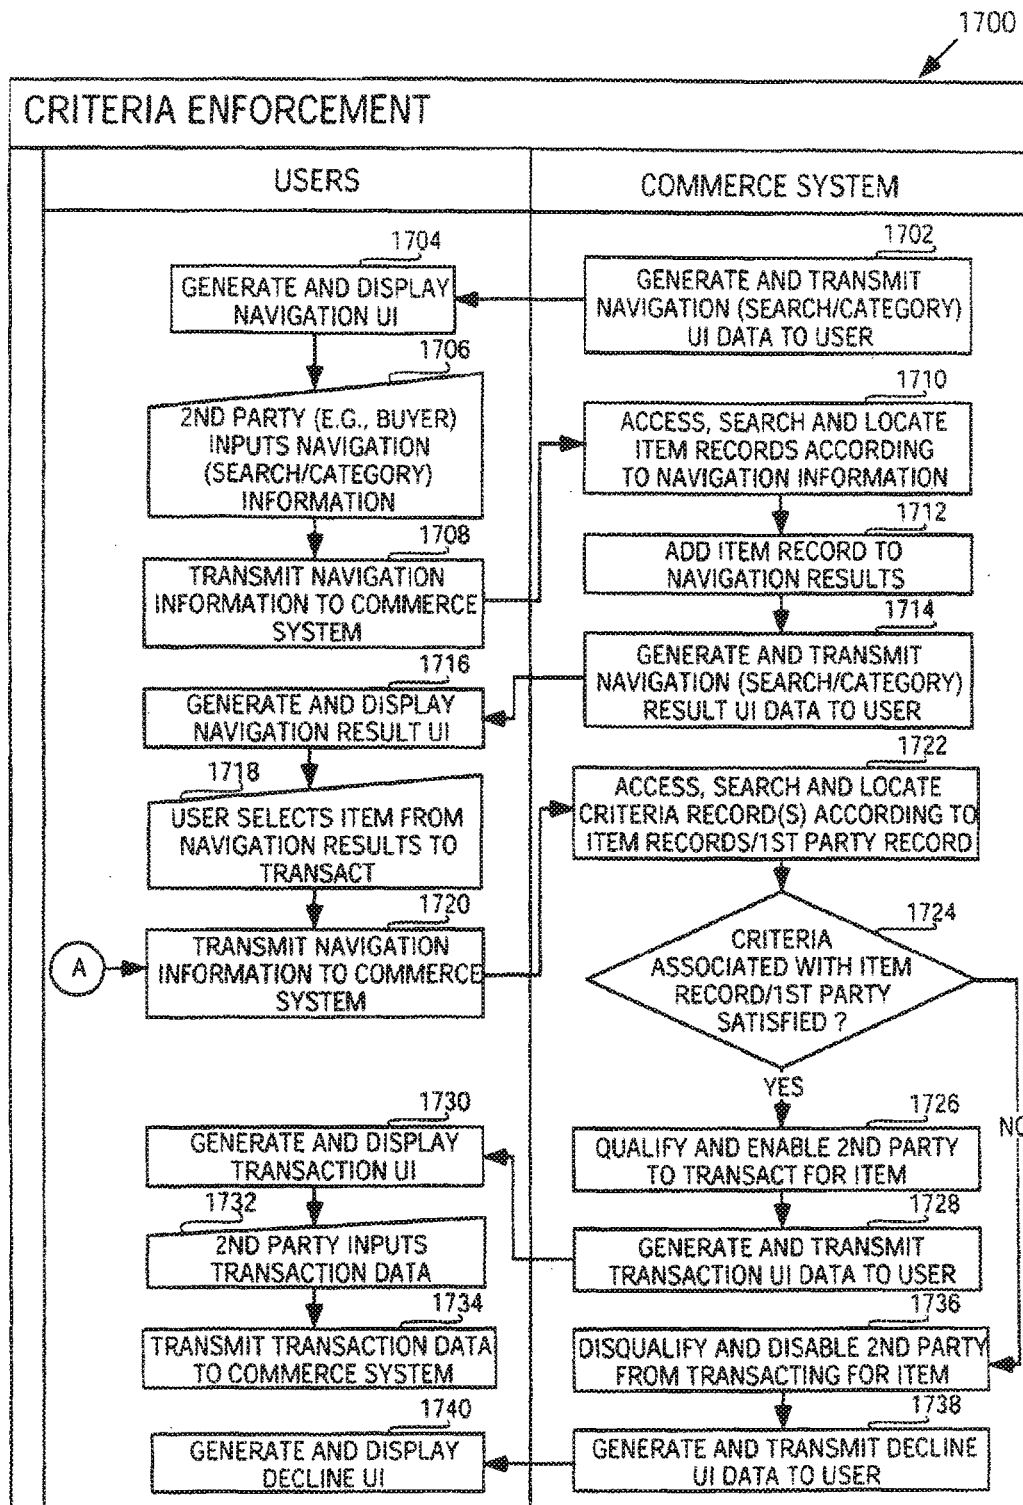 1700
CRITERIA ENFORCEMENT
USERS
COMMERCE SYSTEM
1702
GENERATE AND TRANSMIT
NAVIGATION (SEARCH/CATEGORY)
UI DATA TO USER
1704
GENERATE AND DISPLAY
NAVIGATION UI
1706
2ND PARTY (E.G., BUYER)
INPUTS NAVIGATION
(SEARCH/CATEGORY)
INFORMATION
1708
TRANSMIT NAVIGATION
INFORMATION TO COMMERCE
SYSTEM
1710
ACCESS, SEARCH AND LOCATE
ITEM RECORDS ACCORDING
TO NAVIGATION INFORMATION
1712
ADD ITEM RECORD TO
NAVIGATION RESULTS
1714
GENERATE AND TRANSMIT
NAVIGATION (SEARCH/CATEGORY)
RESULT UI DATA TO USER
1716
GENERATE AND DISPLAY
NAVIGATION RESULT UI
1718
USER SELECTS ITEM FROM
NAVIGATION RESULTS TO
TRANSACT
1720
A
TRANSMIT NAVIGATION
INFORMATION TO COMMERCE
SYSTEM
1722
ACCESS, SEARCH AND LOCATE
CRITERIA RECORD(S) ACCORDING TO
ITEM RECORDS/1ST PARTY RECORD
1724
CRITERIA
ASSOCIATED WITH ITEM
RECORD/1ST PARTY
SATISFIED ?
YES
NO
1726
QUALIFY AND ENABLE 2ND PARTY
TO TRANSACT FOR ITEM
1728
GENERATE AND TRANSMIT
TRANSACTION UI DATA TO USER
1730
GENERATE AND DISPLAY
TRANSACTION UI
1732
2ND PARTY INPUTS
TRANSACTION DATA
1734
TRANSMIT TRANSACTION DATA
TO COMMERCE SYSTEM
1736
DISQUALIFY AND DISABLE 2ND PARTY
FROM TRANSACTING FOR ITEM
1738
GENERATE AND TRANSMIT DECLINE
UI DATA TO USER
1740
GENERATE AND DISPLAY
DECLINE UI